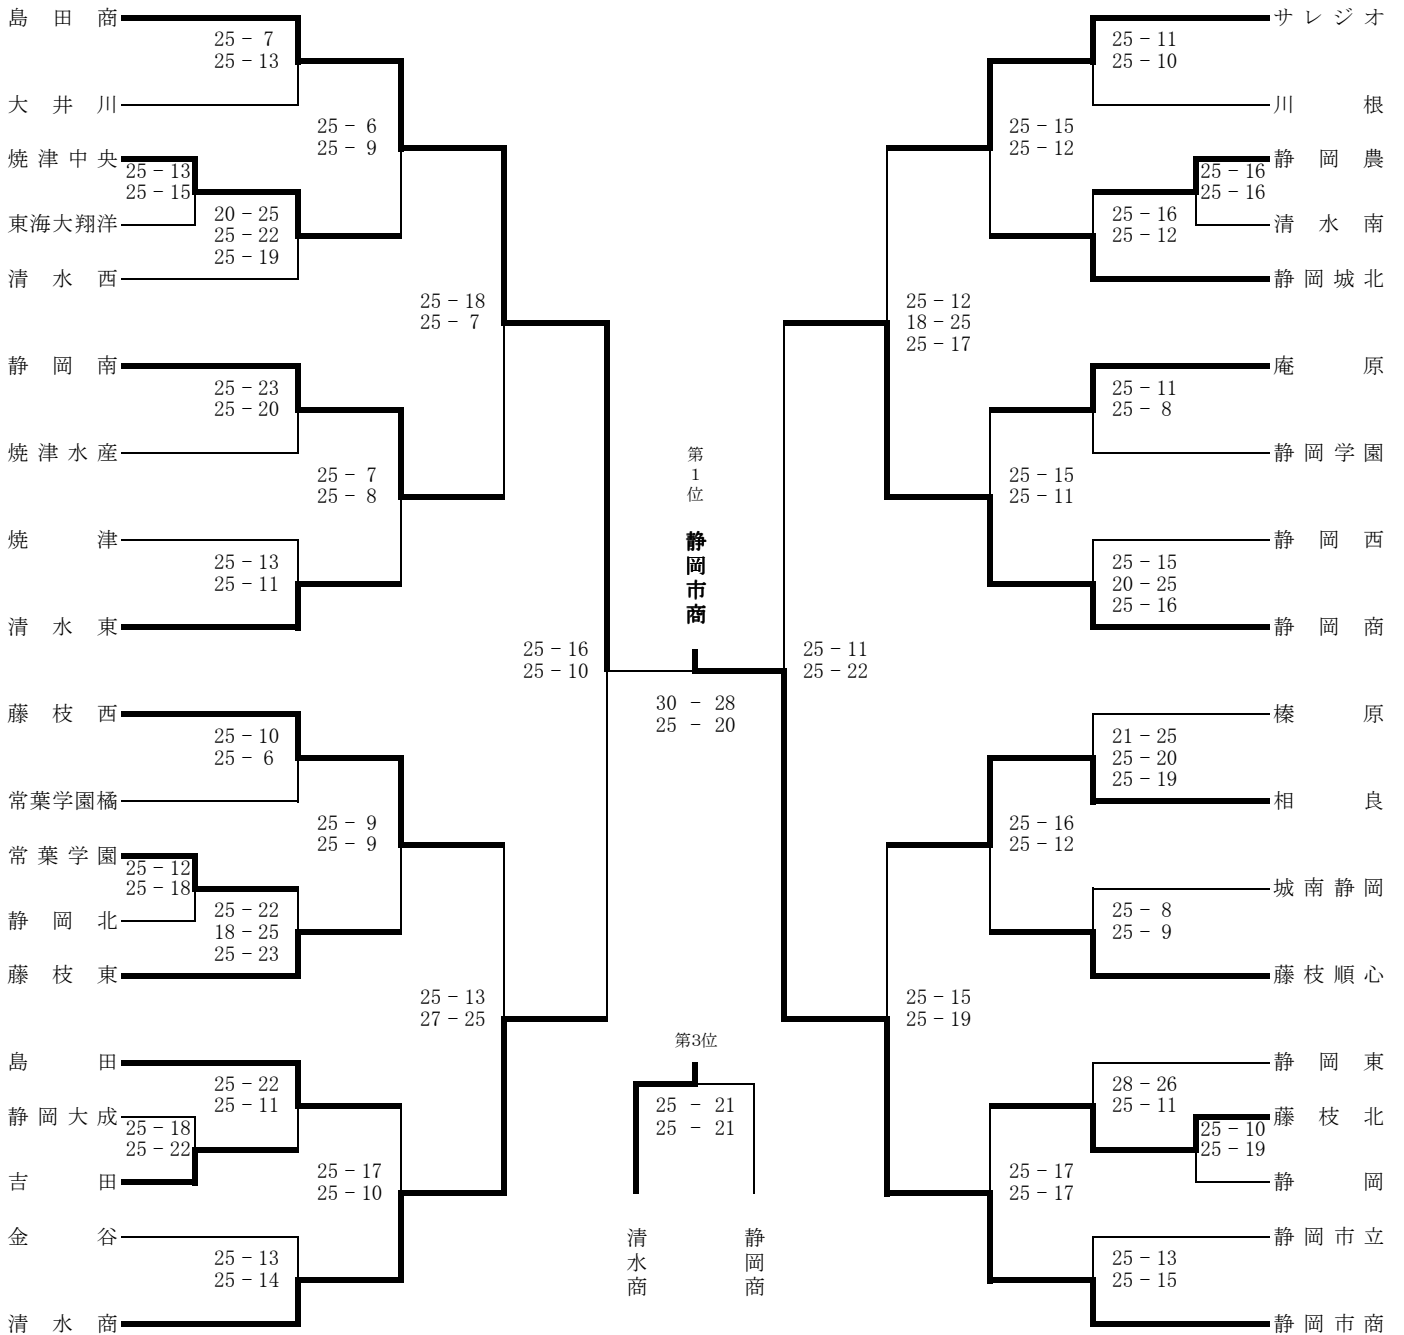 島田商
25 - 7
25 - 13
大井川
25 - 6
25 - 9
焼津中央
25 - 13
25 - 15
東海大翔洋
20 - 25
25 - 22
25 - 19
清水西
25 - 18
25 - 7
静岡南
25 - 23
25 - 20
焼津水産
25 - 7
25 - 8
焼津
25 - 13
25 - 11
清水東
25 - 16
25 - 10
藤枝西
25 - 10
25 - 6
常葉学園橘
25 - 9
25 - 9
常葉学園
25 - 12
25 - 18
静岡北
25 - 22
18 - 25
25 - 23
藤枝東
25 - 13
27 - 25
島田
25 - 22
25 - 11
静岡大成
25 - 18
25 - 22
吉田
25 - 17
25 - 10
金谷
25 - 13
25 - 14
清水商
第1位
静岡市商
30 - 28
25 - 20
第3位
25 - 21
25 - 21
清水商
静岡商
サレジオ
25 - 11
25 - 10
川根
25 - 15
25 - 12
静岡農
25 - 16
25 - 16
清水南
25 - 16
25 - 12
静岡城北
25 - 12
18 - 25
25 - 17
庵原
25 - 11
25 - 8
静岡学園
25 - 15
25 - 11
静岡西
25 - 15
20 - 25
25 - 16
静岡商
25 - 11
25 - 22
榛原
21 - 25
25 - 20
25 - 19
相良
25 - 16
25 - 12
城南静岡
25 - 8
25 - 9
藤枝順心
25 - 15
25 - 19
静岡東
28 - 26
25 - 11
藤枝北
25 - 10
25 - 19
静岡
25 - 17
25 - 17
静岡市立
25 - 13
25 - 15
静岡市商